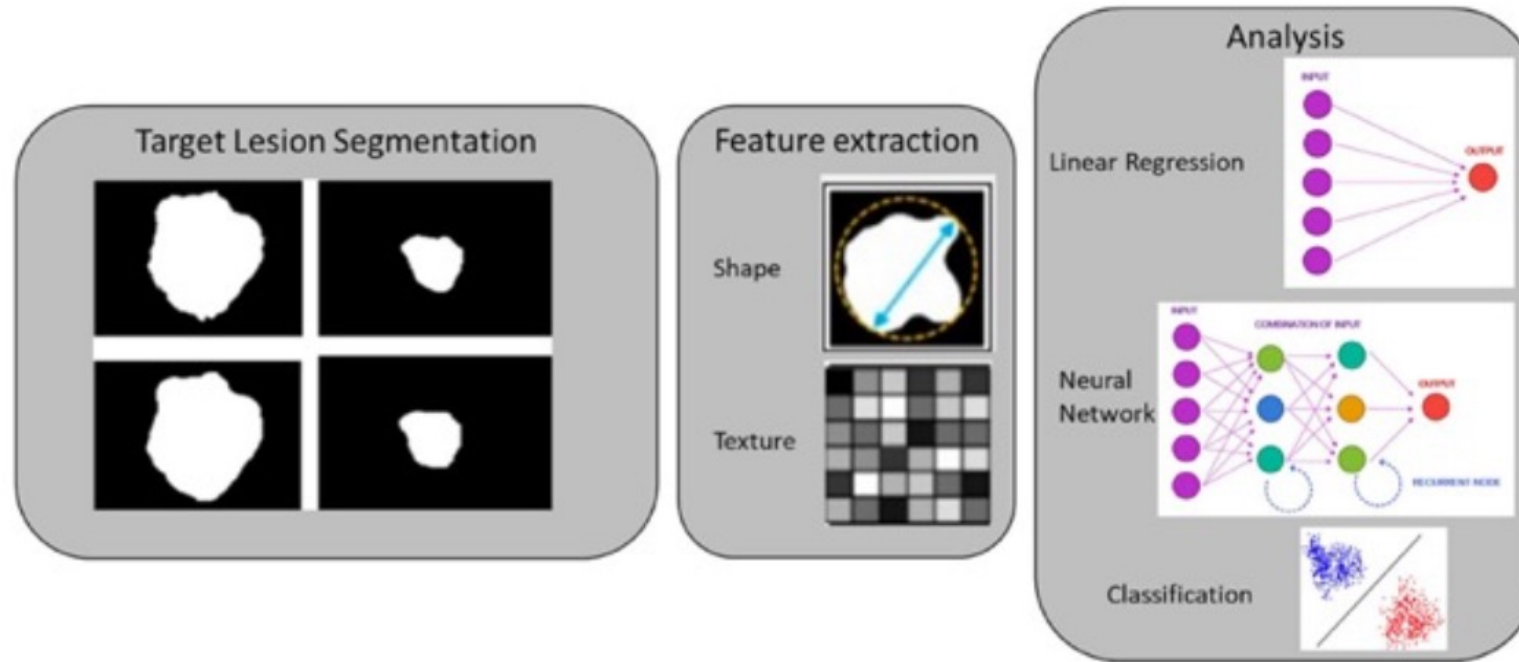 Target Lesion Segmentation
Feature extraction
Shape
Texture
Analysis
INPUT
OUTPUT
Linear Regression
INPUT
COMBINATION OF INPUT
OUTPUT
Neural
Network
RECURRENT NODE
Classification